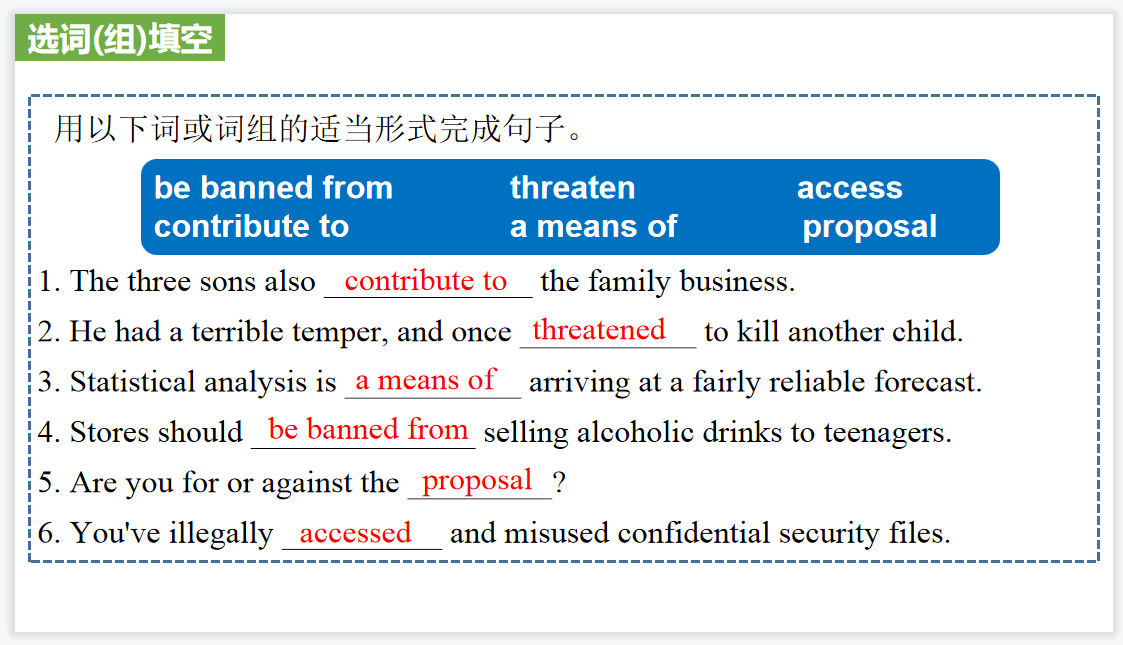 选词(组)填空
用以下词或词组的适当形式完成句子。
be banned from threaten access
contribute to a means of proposal
1. The three sons also contribute to the family business.
2. He had a terrible temper, and once threatened to kill another child.
3. Statistical analysis is a means of arriving at a fairly reliable forecast.
4. Stores should be banned from selling alcoholic drinks to teenagers.
5. Are you for or against the proposal ?
6. You've illegally accessed and misused confidential security files.